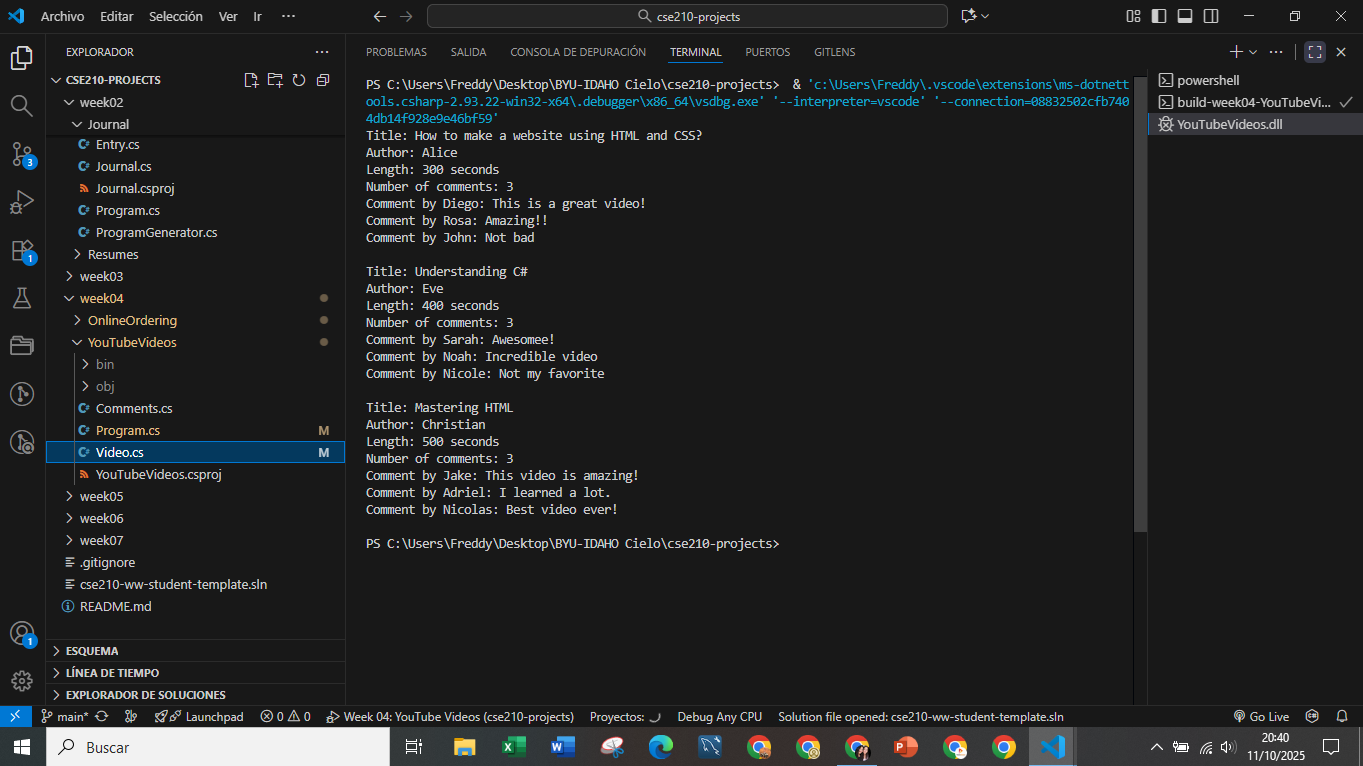 Archivo Editar Selección Ver Ir ··· cse210-projects
EXPLORADOR ···
CSE210-PROJECTS
week02
Journal
Entry.cs
Journal.cs
Journal.csproj
Program.cs
ProgramGenerator.cs
Resumes
week03
week04
OnlineOrdering
YouTubeVideos
bin
obj
Comments.cs
Program.cs M
Video.cs M
YouTubeVideos.csproj
week05
week06
week07
.gitignore
cse210-ww-student-template.sln
README.md
ESQUEMA
LÍNEA DE TIEMPO
EXPLORADOR DE SOLUCIONES
3
1
1
PROBLEMAS SALIDA CONSOLA DE DEPURACIÓN TERMINAL PUERTOS GITLENS
PS C:\Users\Freddy\Desktop\BYU-IDAHO Cielo\cse210-projects> & 'c:\Users\Freddy\.vscode\extensions\ms-dotnett
ools.csharp-2.93.22-win32-x64\.debugger\x86_64\vsdbg.exe' '--interpreter=vscode' '--connection=08832502cfb740
4db14f928e9e46bf59'
Title: How to make a website using HTML and CSS?
Author: Alice
Length: 300 seconds
Number of comments: 3
Comment by Diego: This is a great video!
Comment by Rosa: Amazing!!
Comment by John: Not bad
Title: Understanding C#
Author: Eve
Length: 400 seconds
Number of comments: 3
Comment by Sarah: Awesomee!
Comment by Noah: Incredible video
Comment by Nicole: Not my favorite
Title: Mastering HTML
Author: Christian
Length: 500 seconds
Number of comments: 3
Comment by Jake: This video is amazing!
Comment by Adriel: I learned a lot.
Comment by Nicolas: Best video ever!
PS C:\Users\Freddy\Desktop\BYU-IDAHO Cielo\cse210-projects>
powershell
build-week04-YouTubeVi...
YouTubeVideos.dll
main* Launchpad 0 0 Week 04: YouTube Videos (cse210-projects) Proyectos: Debug Any CPU Solution file opened: cse210-ww-student-template.sln Go Live
Buscar
20:40
11/10/2025